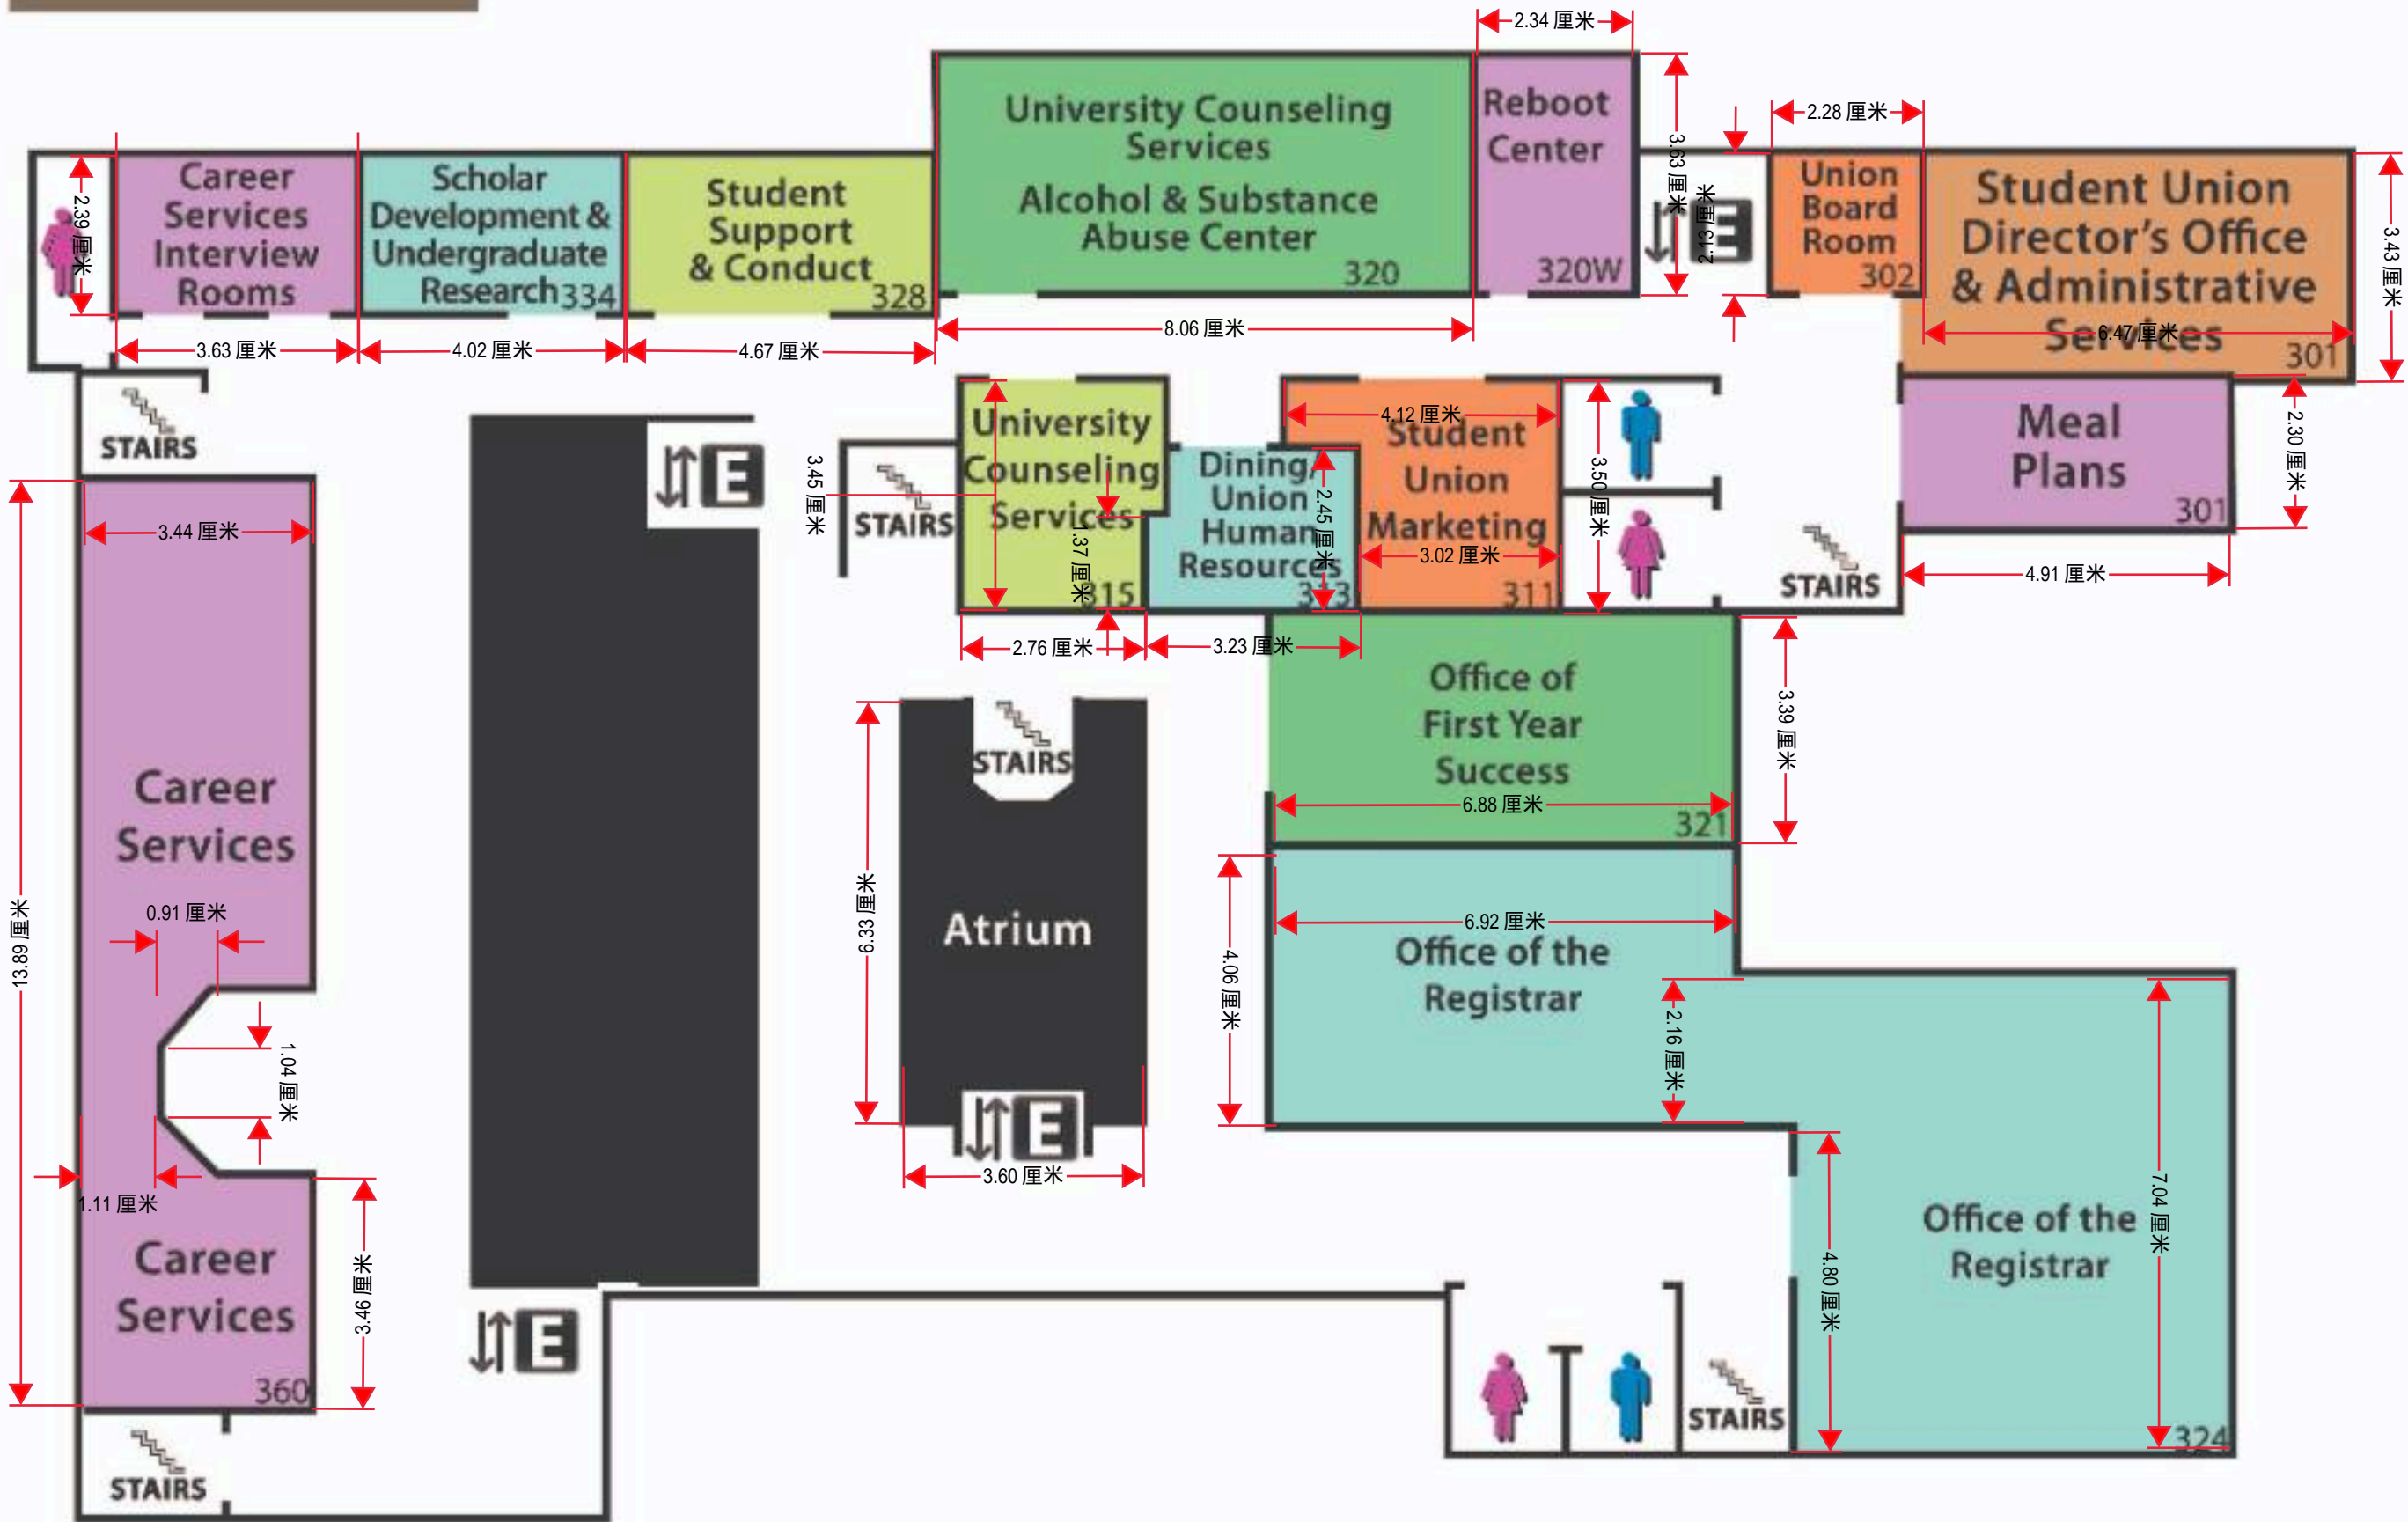 2.34 厘米
University Counseling
Services
Alcohol & Substance
Abuse Center
320
Reboot
Center
320W
3.63 厘米
2.13 厘米
E
2.28 厘米
Union
Board
Room
302
Student Union
Director's Office
& Administrative
Services
301
6.47 厘米
3.43 厘米
2.39 厘米
Career
Services
Interview
Rooms
Scholar
Development &
Undergraduate
Research 334
Student
Support
& Conduct
328
3.63 厘米
4.02 厘米
4.67 厘米
8.06 厘米
STAIRS
E
3.45 厘米
STAIRS
University
Counseling
Services
315
1.37 厘米
Dining/
Union
Human
Resources
313
2.45 厘米
4.12 厘米
Student
Union
Marketing
3.02 厘米
311
3.50 厘米
STAIRS
Meal
Plans
301
2.30 厘米
4.91 厘米
2.76 厘米
3.23 厘米
3.44 厘米
Career
Services
13.89 厘米
0.91 厘米
1.04 厘米
1.11 厘米
Career
Services
360
3.46 厘米
STAIRS
E
STAIRS
Atrium
6.33 厘米
E
3.60 厘米
Office of
First Year
Success
6.88 厘米
321
3.39 厘米
6.92 厘米
Office of the
Registrar
4.06 厘米
2.16 厘米
7.04 厘米
4.80 厘米
Office of the
Registrar
324
STAIRS